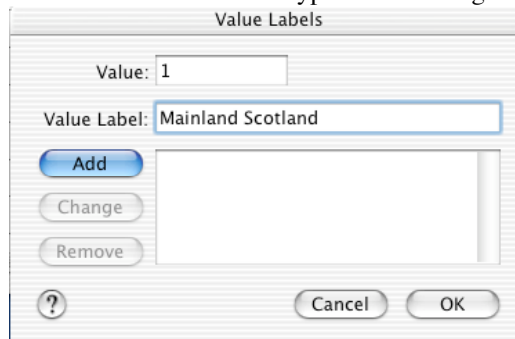 Value Labels
Value: 1
Value Label: Mainland Scotland
Add
Change
Remove
? Cancel OK